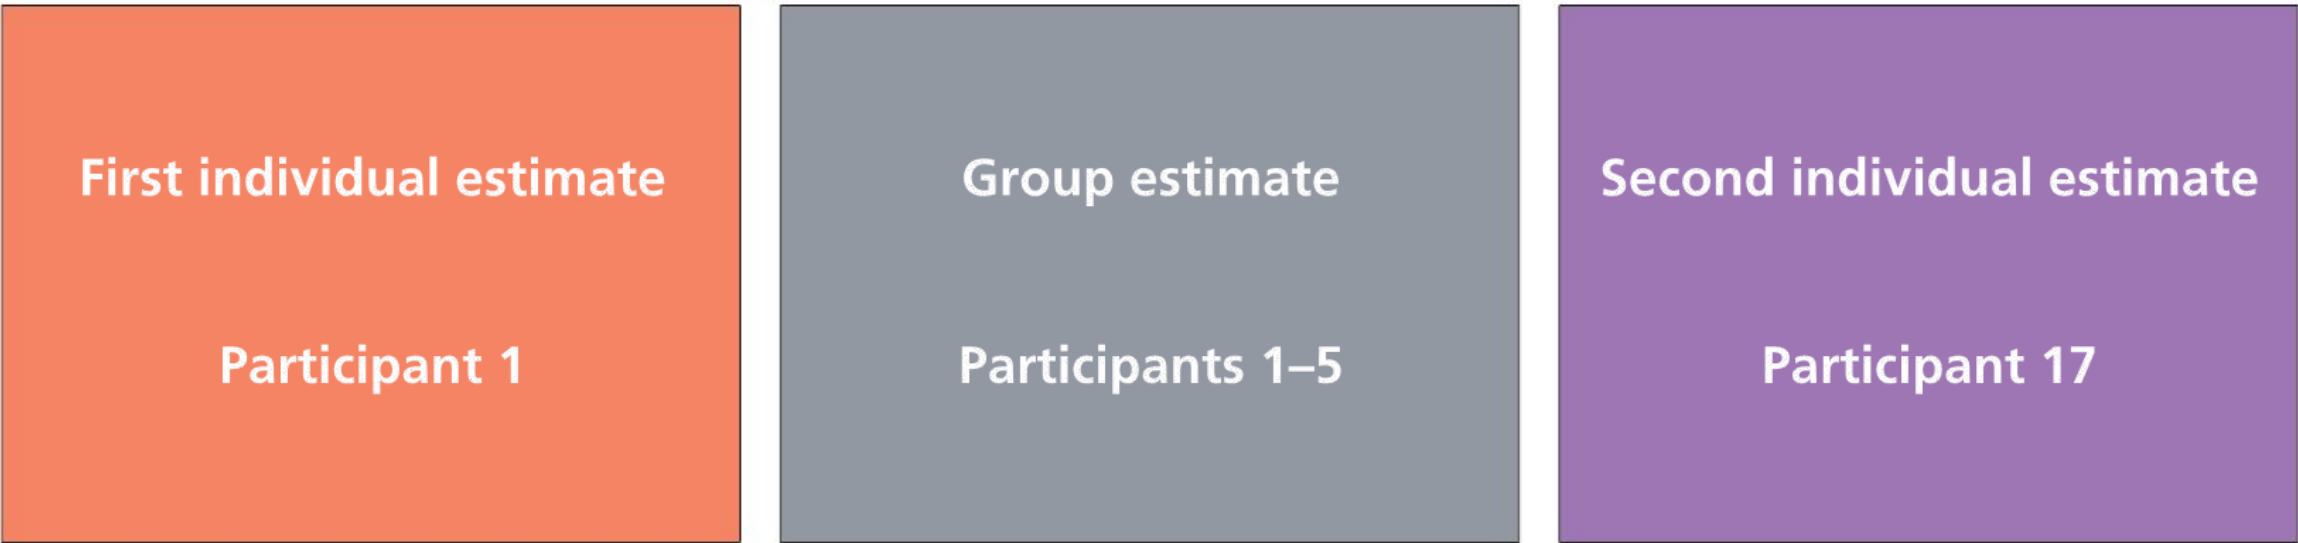 First individual estimate
Participant 1
Group estimate
Participants 1–5
Second individual estimate
Participant 17